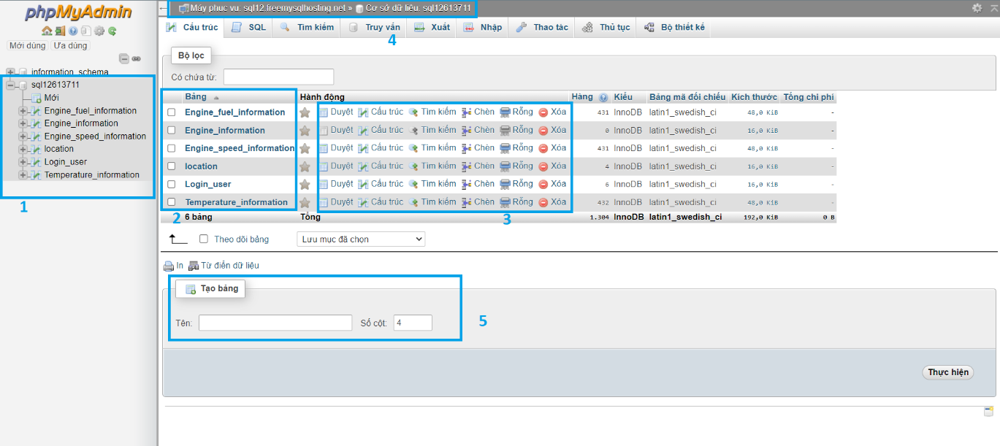 phpMyAdmin
Mới dùng Ưa dùng
information_schema
sql12613711
Mới
Engine_fuel_information
Engine_information
Engine_speed_information
location
Login_user
Temperature_information
1
Máy phục vụ: sql12.freemysqlhosting.net » Cơ sở dữ liệu: sql12613711
Cấu trúc SQL Tìm kiếm Truy vấn Xuất Nhập Thao tác Thủ tục Bộ thiết kế
4
Bộ lọc
Có chứa từ:
Bảng Hành động Hàng Kiểu Bảng mã đối chiếu Kích thước Tổng chi phí
Engine_fuel_information Duyệt Cấu trúc Tìm kiếm Chèn Rỗng Xóa 431 InnoDB latin1_swedish_ci 48,0 KiB -
Engine_information Duyệt Cấu trúc Tìm kiếm Chèn Rỗng Xóa 0 InnoDB latin1_swedish_ci 16,0 KiB -
Engine_speed_information Duyệt Cấu trúc Tìm kiếm Chèn Rỗng Xóa 431 InnoDB latin1_swedish_ci 48,0 KiB -
location Duyệt Cấu trúc Tìm kiếm Chèn Rỗng Xóa 4 InnoDB latin1_swedish_ci 16,0 KiB -
Login_user Duyệt Cấu trúc Tìm kiếm Chèn Rỗng Xóa 6 InnoDB latin1_swedish_ci 16,0 KiB -
Temperature_information Duyệt Cấu trúc Tìm kiếm Chèn Rỗng Xóa 432 InnoDB latin1_swedish_ci 48,0 KiB -
6 bảng Tổng 1.304 InnoDB latin1_swedish_ci 192,0 KiB 0 B
2 3
Theo dõi bảng Lưu mục đã chọn
In Từ điển dữ liệu
Tạo bảng
Tên: Số cột: 4
5
Thực hiện